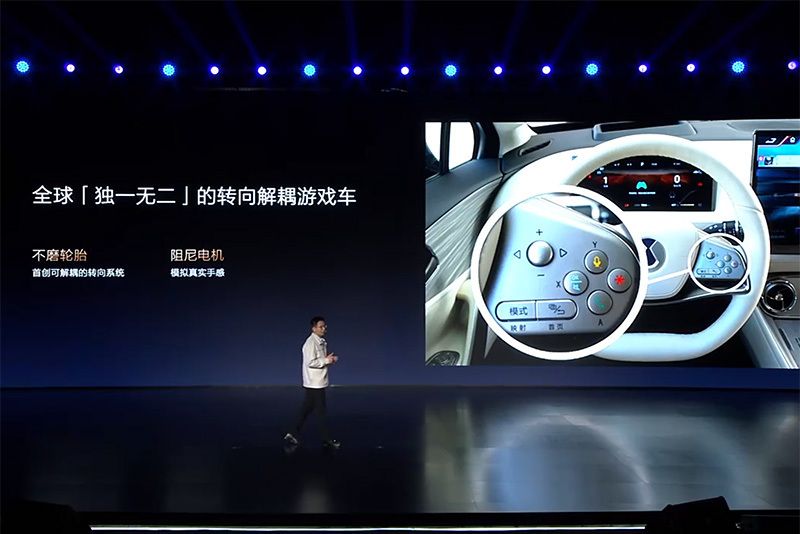 全球「独一无二」的转向解耦游戏车
不磨轮胎
首创可解耦的转向系统
阻尼电机
模拟真实手感
1
0
+
−
Y
X
A
模式
映射
首页